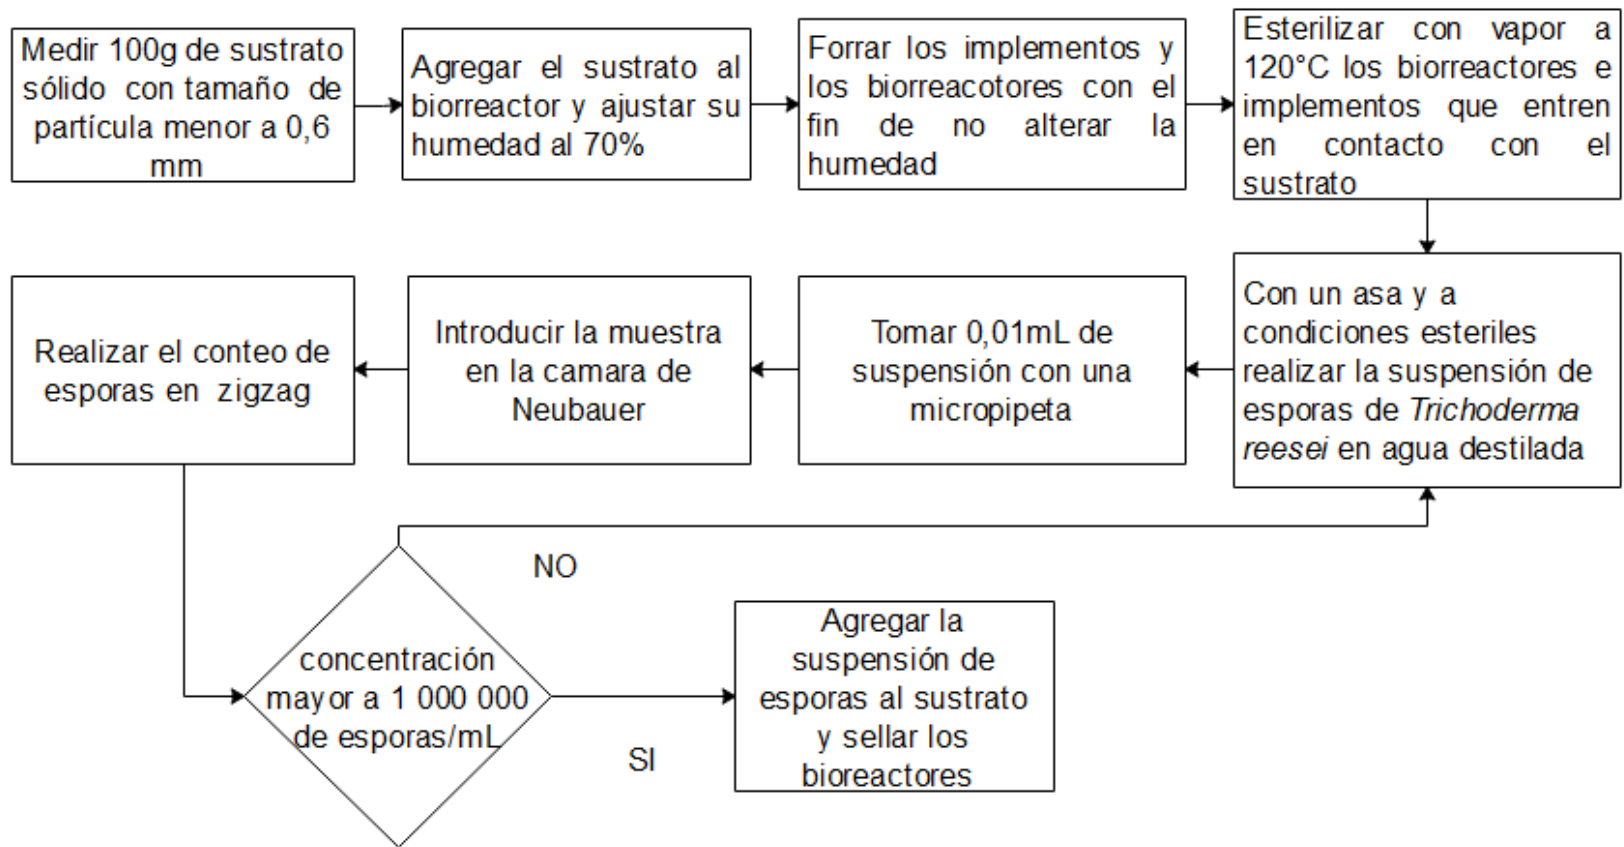 Medir 100g de sustrato
sólido con tamaño de
partícula menor a 0,6
mm
Agregar el sustrato al
biorreactor y ajustar su
humedad al 70%
Forrar los implementos y
los biorreacotores con el
fin de no alterar la
humedad
Esterilizar con vapor a
120°C los biorreactores e
implementos que entren
en contacto con el
sustrato
Con un asa y a
condiciones esteriles
realizar la suspensión de
esporas de Trichoderma
reesei en agua destilada
Tomar 0,01mL de
suspensión con una
micropipeta
Introducir la muestra
en la camara de
Neubauer
Realizar el conteo de
esporas en zigzag
concentración
mayor a 1 000 000
de esporas/mL
NO
SI
Agregar la
suspensión de
esporas al sustrato
y sellar los
bioreactores